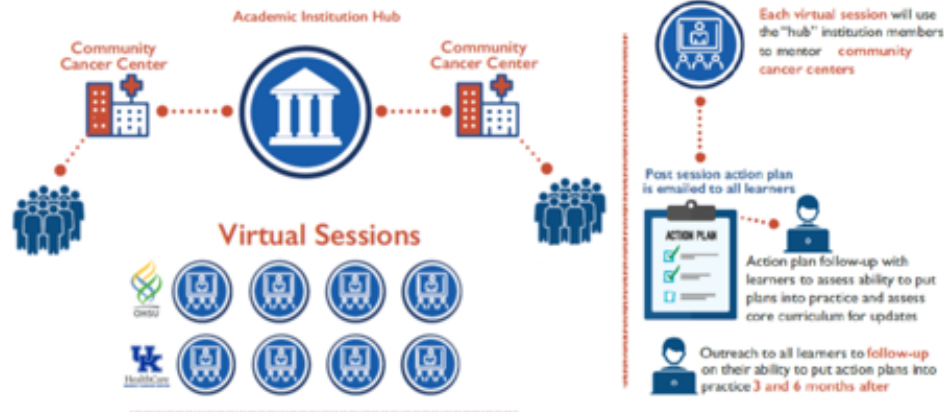 Academic Institution Hub
Community
Cancer Center
Community
Cancer Center
Virtual Sessions
OHSU
UK
HealthCare
Each virtual session will use
the "hub" institution members
to mentor community
cancer centers
Post session action plan
is emailed to all learners
ACTION PLAN
Action plan follow-up with
learners to assess ability to put
plans into practice and assess
core curriculum for updates
Outreach to all learners to follow-up
on their ability to put action plans into
practice 3 and 6 months after